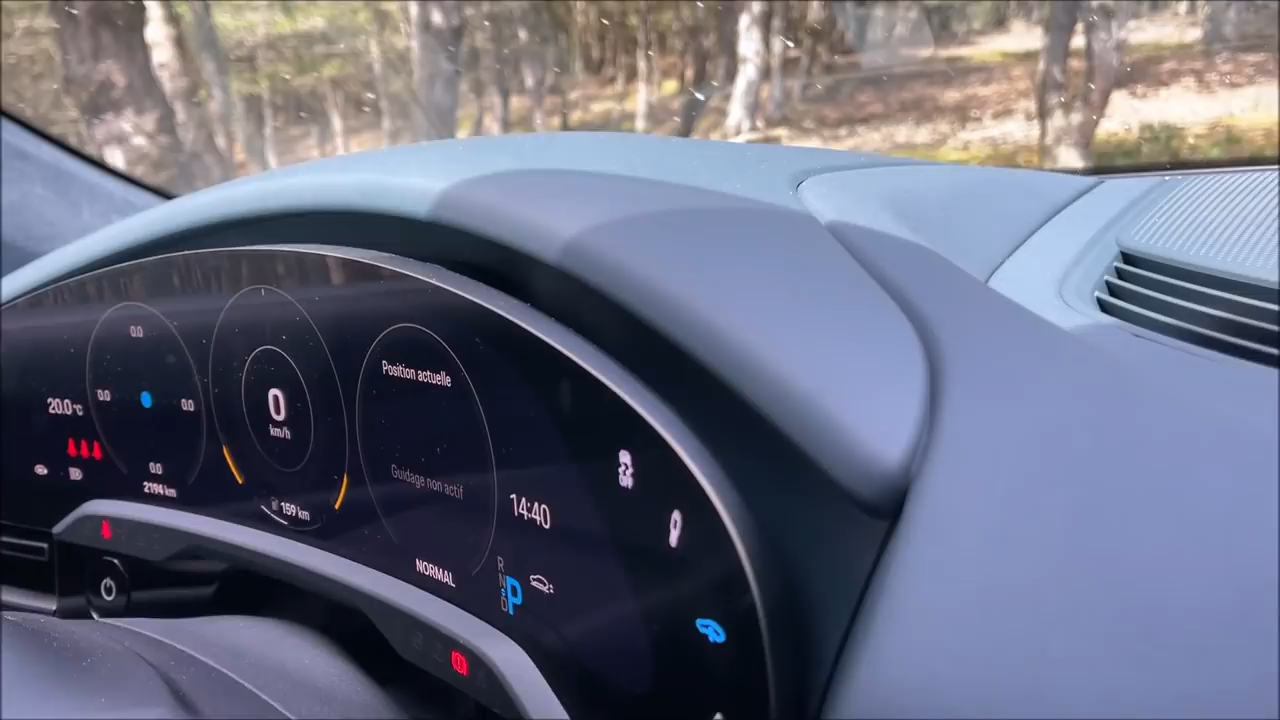 0.0
0.0
0.0
20.0°C
0.0
2194 km
0
km/h
159 km
Position actuelle
Guidage non actif
NORMAL
14:40
R
N
D
P
OFF